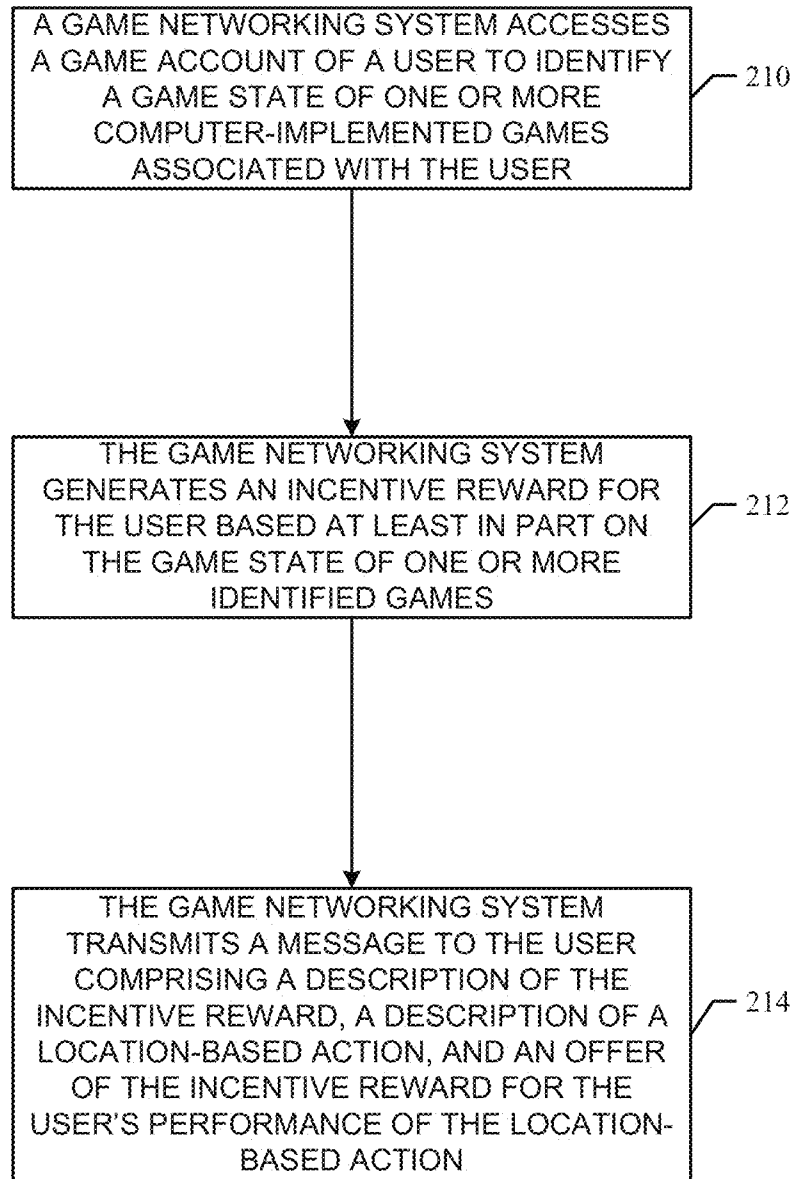 A GAME NETWORKING SYSTEM ACCESSES
A GAME ACCOUNT OF A USER TO IDENTIFY
A GAME STATE OF ONE OR MORE
COMPUTER-IMPLEMENTED GAMES
ASSOCIATED WITH THE USER
210
THE GAME NETWORKING SYSTEM
GENERATES AN INCENTIVE REWARD FOR
THE USER BASED AT LEAST IN PART ON
THE GAME STATE OF ONE OR MORE
IDENTIFIED GAMES
212
THE GAME NETWORKING SYSTEM
TRANSMITS A MESSAGE TO THE USER
COMPRISING A DESCRIPTION OF THE
INCENTIVE REWARD, A DESCRIPTION OF A
LOCATION-BASED ACTION, AND AN OFFER
OF THE INCENTIVE REWARD FOR THE
USER'S PERFORMANCE OF THE LOCATION-
BASED ACTION
214